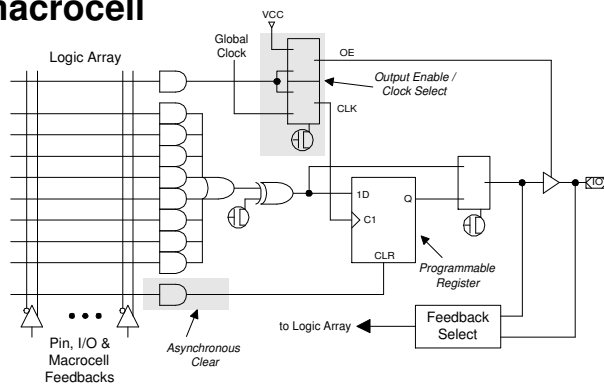 macrocell
VCC
Global
Clock
Logic Array
OE
Output Enable /
Clock Select
CLK
1D
Q
C1
CLR
Programmable
Register
IO
to Logic Array
Feedback
Select
Pin, I/O &
Macrocell
Feedbacks
Asynchronous
Clear